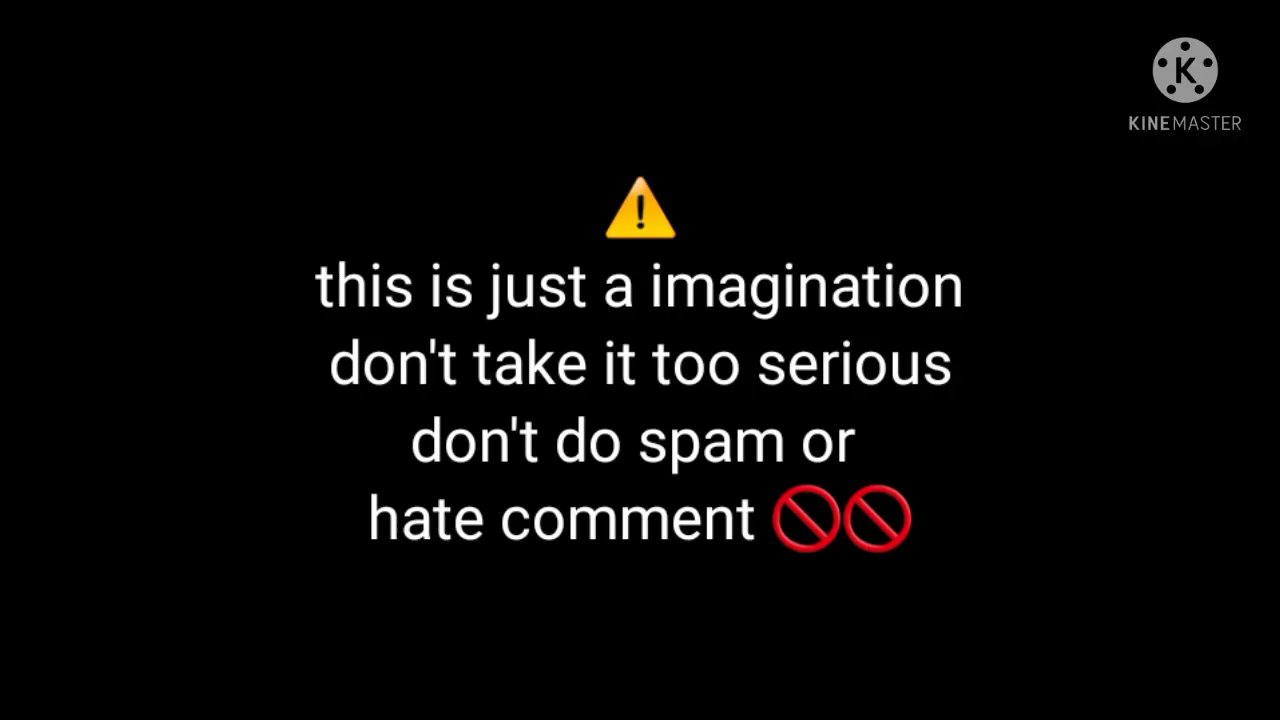 K
KINEMASTER
⚠️
this is just a imagination
don't take it too serious
don't do spam or
hate comment 🚫🚫